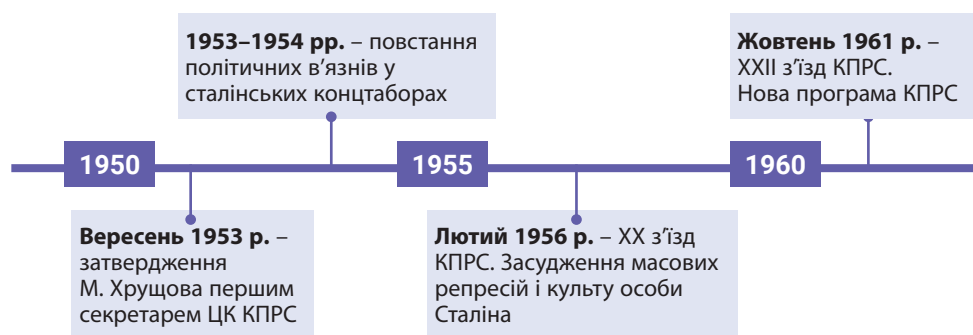 1953–1954 рр. – повстання
політичних в'язнів у
сталінських концтаборах
Жовтень 1961 р. –
XXII з'їзд КПРС.
Нова програма КПРС
1950
1955
1960
Вересень 1953 р. –
затвердження
М. Хрущова першим
секретарем ЦК КПРС
Лютий 1956 р. – XX з'їзд
КПРС. Засудження масових
репресій і культу особи
Сталіна